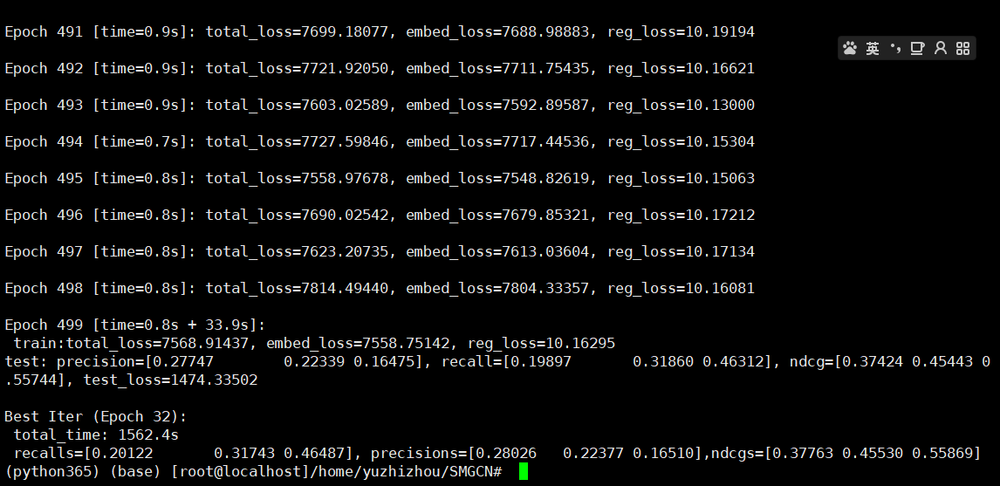 Epoch 491 [time=0.9s]: total_loss=7699.18077, embed_loss=7688.98883, reg_loss=10.19194
英
Epoch 492 [time=0.9s]: total_loss=7721.92050, embed_loss=7711.75435, reg_loss=10.16621
Epoch 493 [time=0.9s]: total_loss=7603.02589, embed_loss=7592.89587, reg_loss=10.13000
Epoch 494 [time=0.7s]: total_loss=7727.59846, embed_loss=7717.44536, reg_loss=10.15304
Epoch 495 [time=0.8s]: total_loss=7558.97678, embed_loss=7548.82619, reg_loss=10.15063
Epoch 496 [time=0.8s]: total_loss=7690.02542, embed_loss=7679.85321, reg_loss=10.17212
Epoch 497 [time=0.8s]: total_loss=7623.20735, embed_loss=7613.03604, reg_loss=10.17134
Epoch 498 [time=0.8s]: total_loss=7814.49440, embed_loss=7804.33357, reg_loss=10.16081
Epoch 499 [time=0.8s + 33.9s]:
train:total_loss=7568.91437, embed_loss=7558.75142, reg_loss=10.16295
test: precision=[0.27747 0.22339 0.16475], recall=[0.19897 0.31860 0.46312], ndcg=[0.37424 0.45443 0
.55744], test_loss=1474.33502
Best Iter (Epoch 32):
total_time: 1562.4s
recalls=[0.20122 0.31743 0.46487], precisions=[0.28026 0.22377 0.16510],ndcgs=[0.37763 0.45530 0.55869]
(python365) (base) [root@localhost]/home/yuzhizhou/SMGCN#